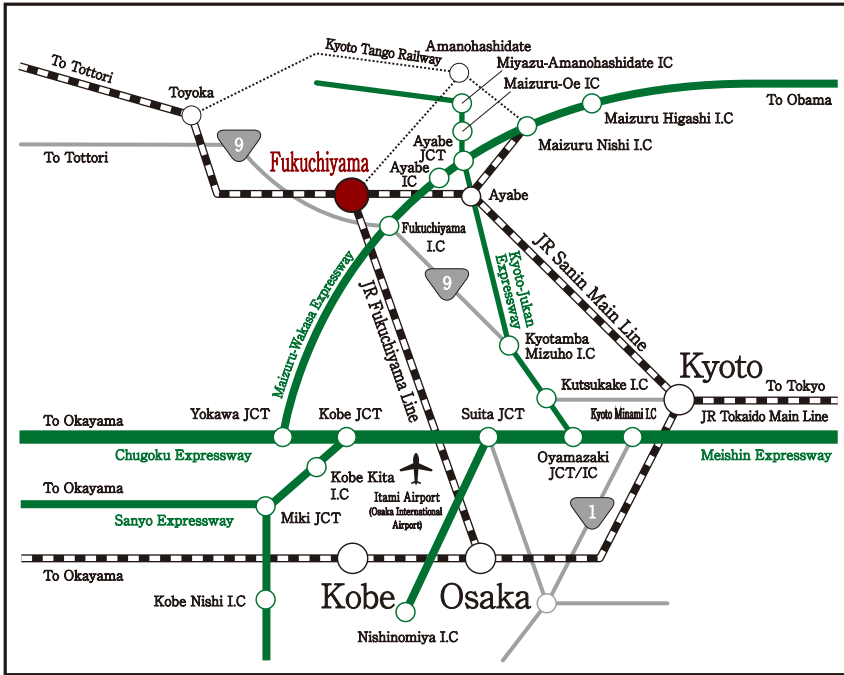 To Tottori
Kyoto Tango Railway
Amanohashidate
Miyazu-Amanohashidate IC
Maizuru-Oe IC
Toyoka
To Obama
Maizuru Higashi I.C
Maizuru Nishi I.C
9
To Tottori
Fukuchiyama
Ayabe
JCT
Ayabe
IC
Ayabe
Fukuchiyama
I.C
JR Sanin Main Line
Kyoto-Jukan
Expressway
9
Maizuru-Wakasa Expressway
JR Fukuchiyama Line
Kyotamba
Mizuho I.C
Kyoto
Kutsukake I.C
To Tokyo
JR Tokaido Main Line
To Okayama
Yokawa JCT
Kobe JCT
Suita JCT
Kyoto Minami I.C
Chugoku Expressway
Oyamazaki
JCT/IC
Meishin Expressway
Kobe Kita
I.C
Itami Airport
(Osaka International
Airport)
To Okayama
Sanyo Expressway
Miki JCT
1
To Okayama
Kobe
Osaka
Kobe Nishi I.C
Nishinomiya I.C